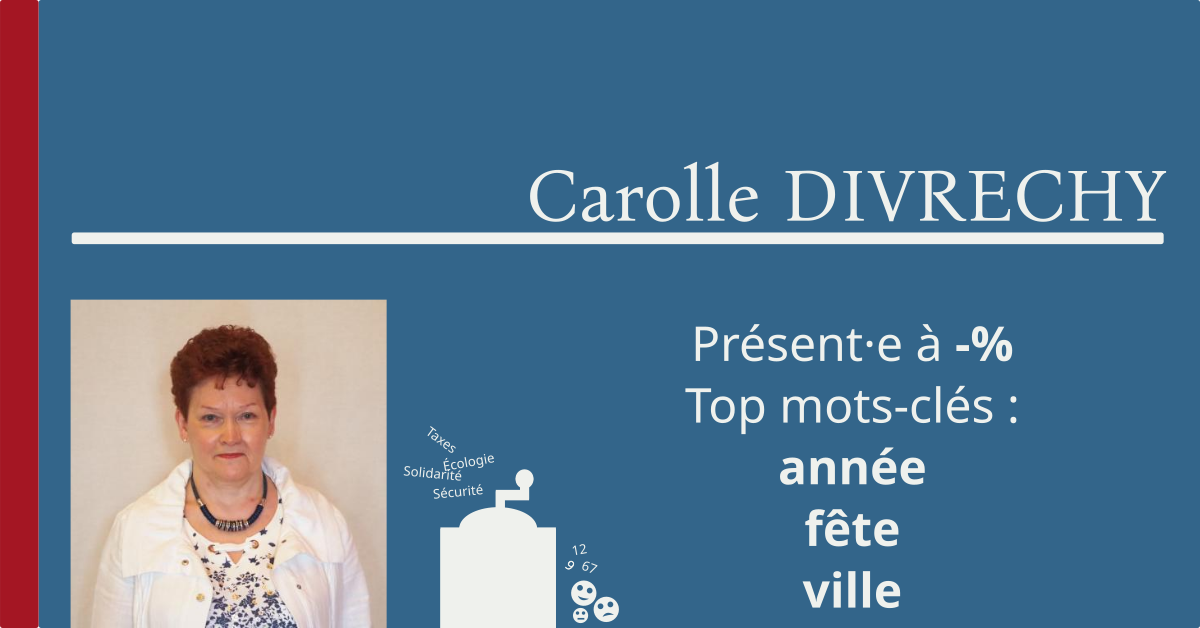 Carolle DIVRECHY
Présent·e à -%
Top mots-clés :
année
fête
ville
Taxes
Écologie
Solidarité
Sécurité
12
9 67